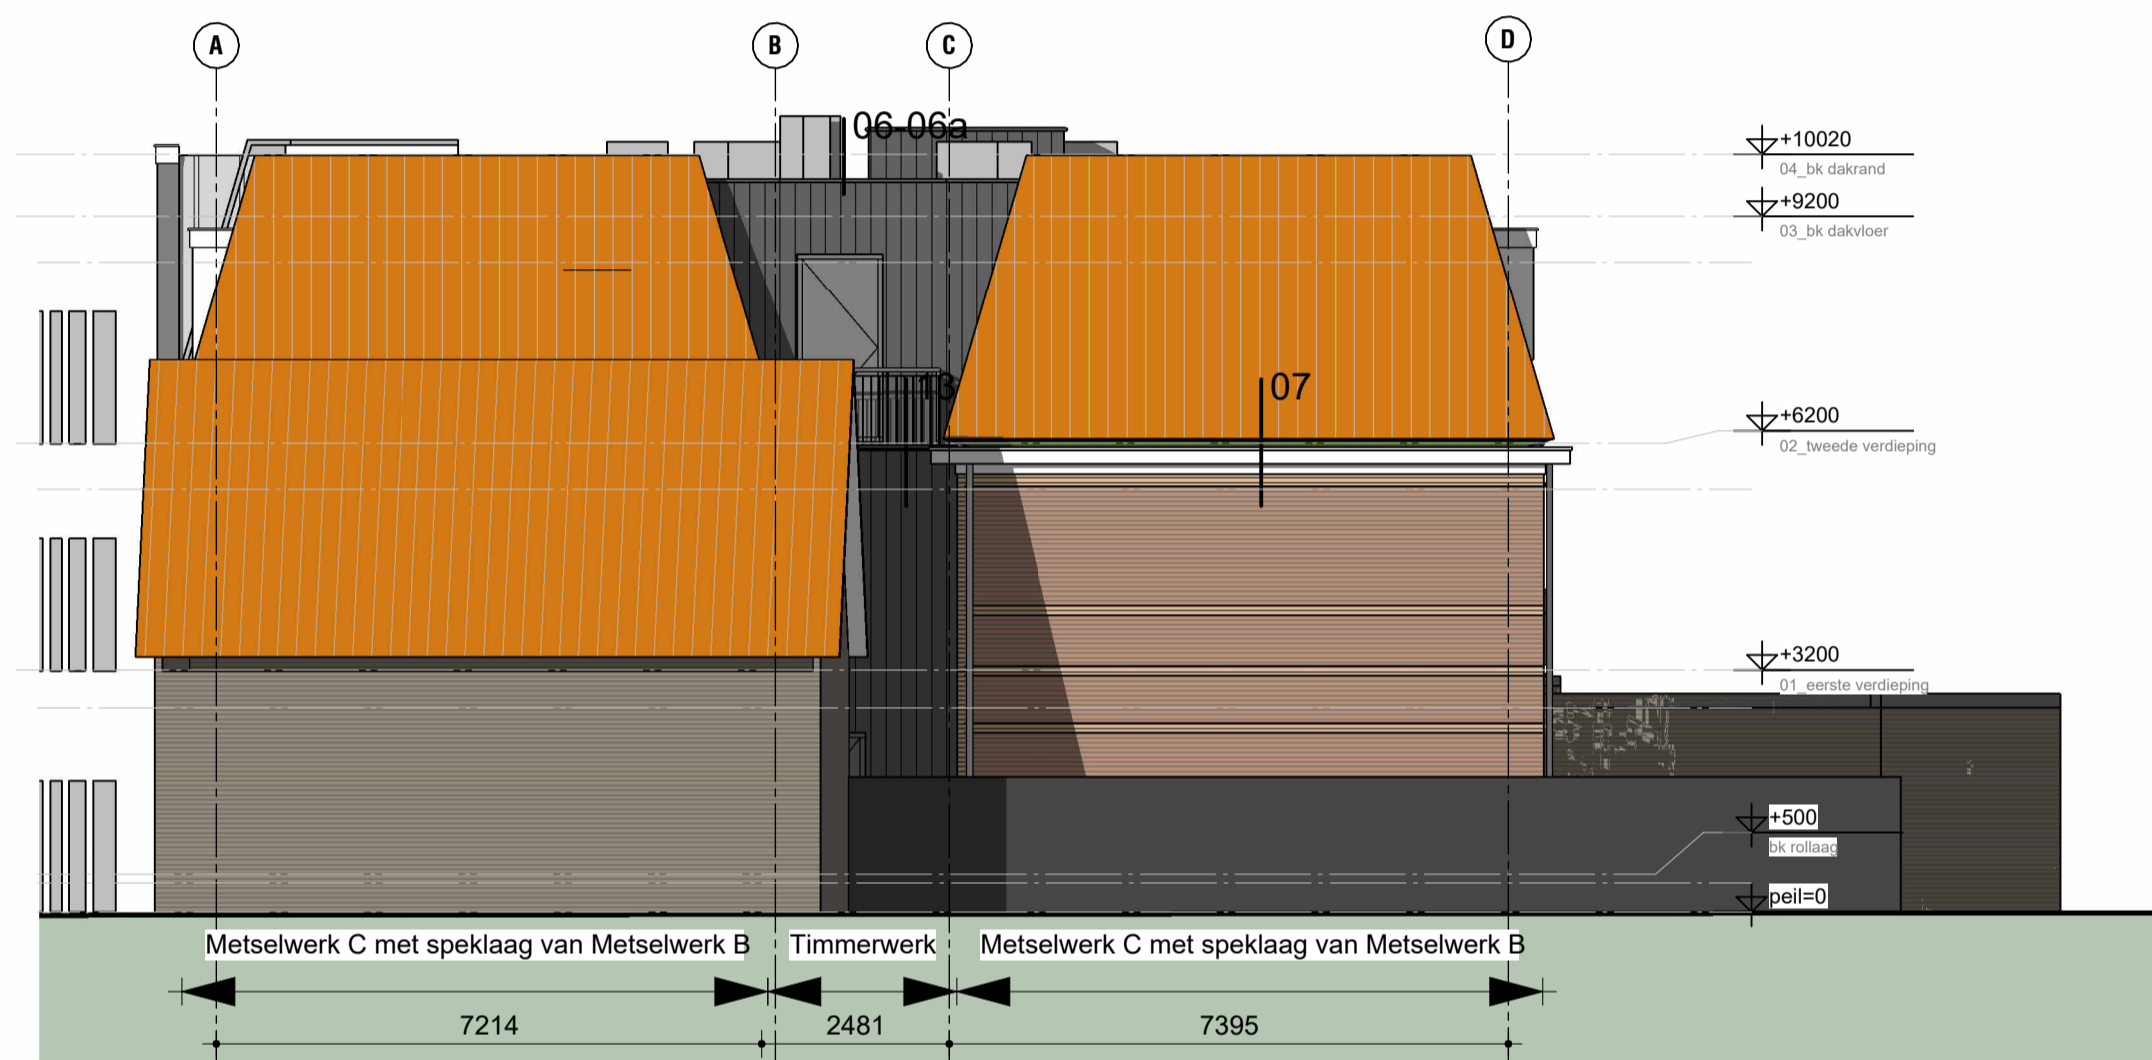 A
B
C
D
06-06a
+10020
04_bk dakrand
+9200
03_bk dakvloer
13
07
+6200
02_tweede verdieping
+3200
01_eerste verdieping
+500
bk rollaag
peil=0
Metselwerk C met speklaag van Metselwerk B
Timmerwerk
Metselwerk C met speklaag van Metselwerk B
7214
2481
7395